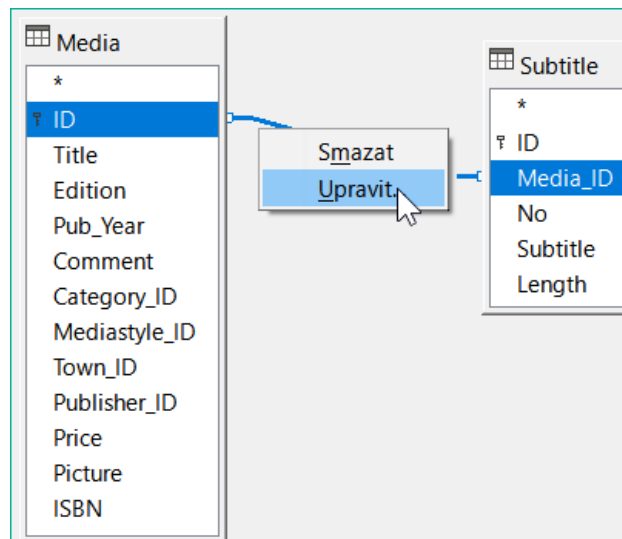 Media
*
ID
Title
Edition
Pub_Year
Comment
Category_ID
Mediastyle_ID
Town_ID
Publisher_ID
Price
Picture
ISBN
Smazat
Upravit..
Subtitle
*
ID
Media_ID
No
Subtitle
Length